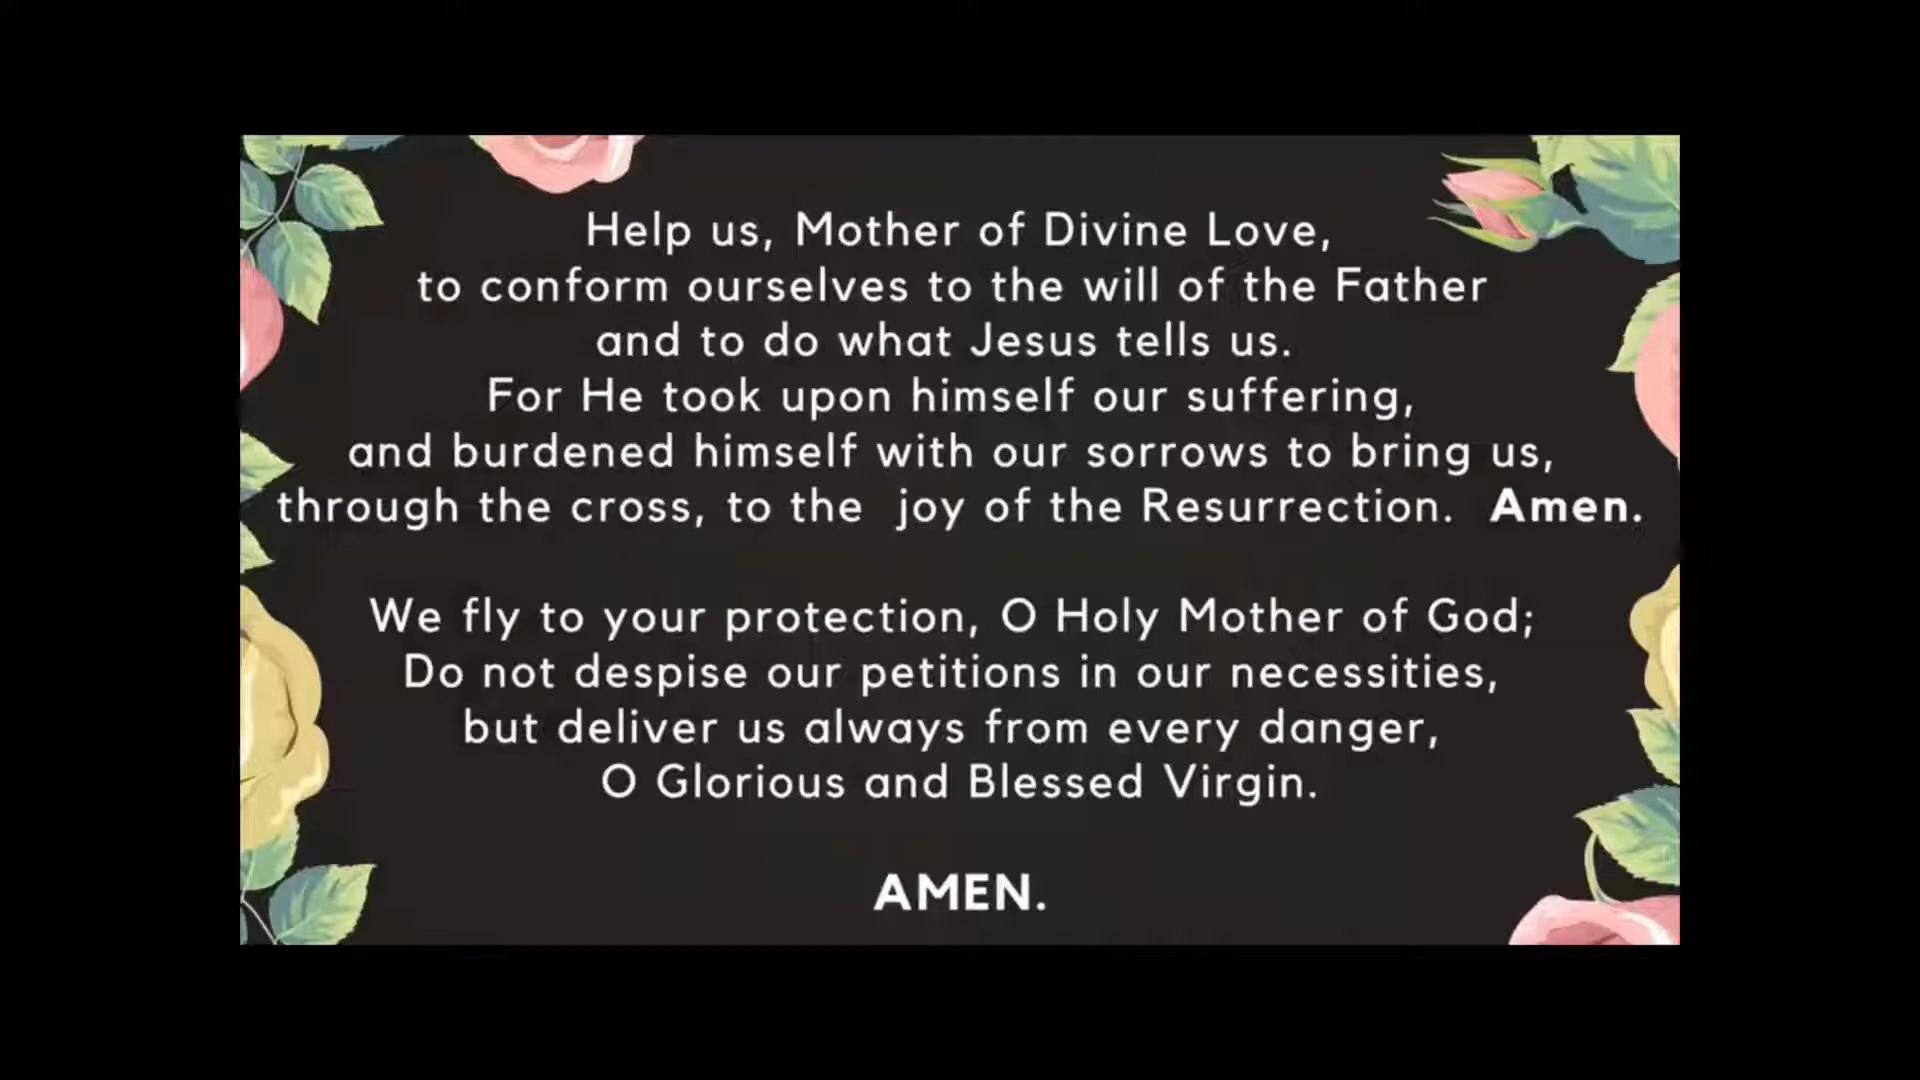 Help us, Mother of Divine Love,
to conform ourselves to the will of the Father
and to do what Jesus tells us.
For He took upon himself our suffering,
and burdened himself with our sorrows to bring us,
through the cross, to the joy of the Resurrection. Amen.
We fly to your protection, O Holy Mother of God;
Do not despise our petitions in our necessities,
but deliver us always from every danger,
O Glorious and Blessed Virgin.
AMEN.